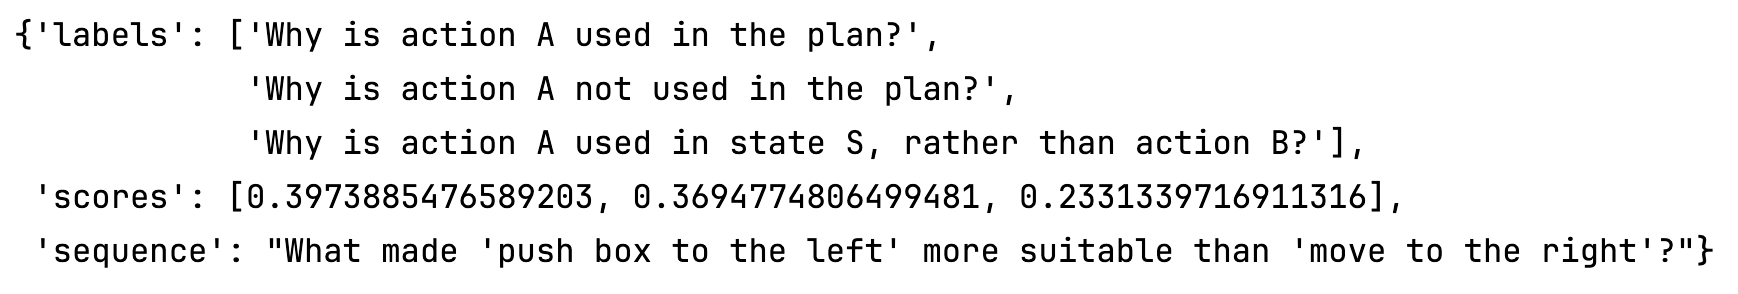 {'labels': ['Why is action A used in the plan?',
'Why is action A not used in the plan?',
'Why is action A used in state S, rather than action B?'],
'scores': [0.3973885476589203, 0.3694774806499481, 0.2331339716911316],
'sequence': "What made 'push box to the left' more suitable than 'move to the right'?"}